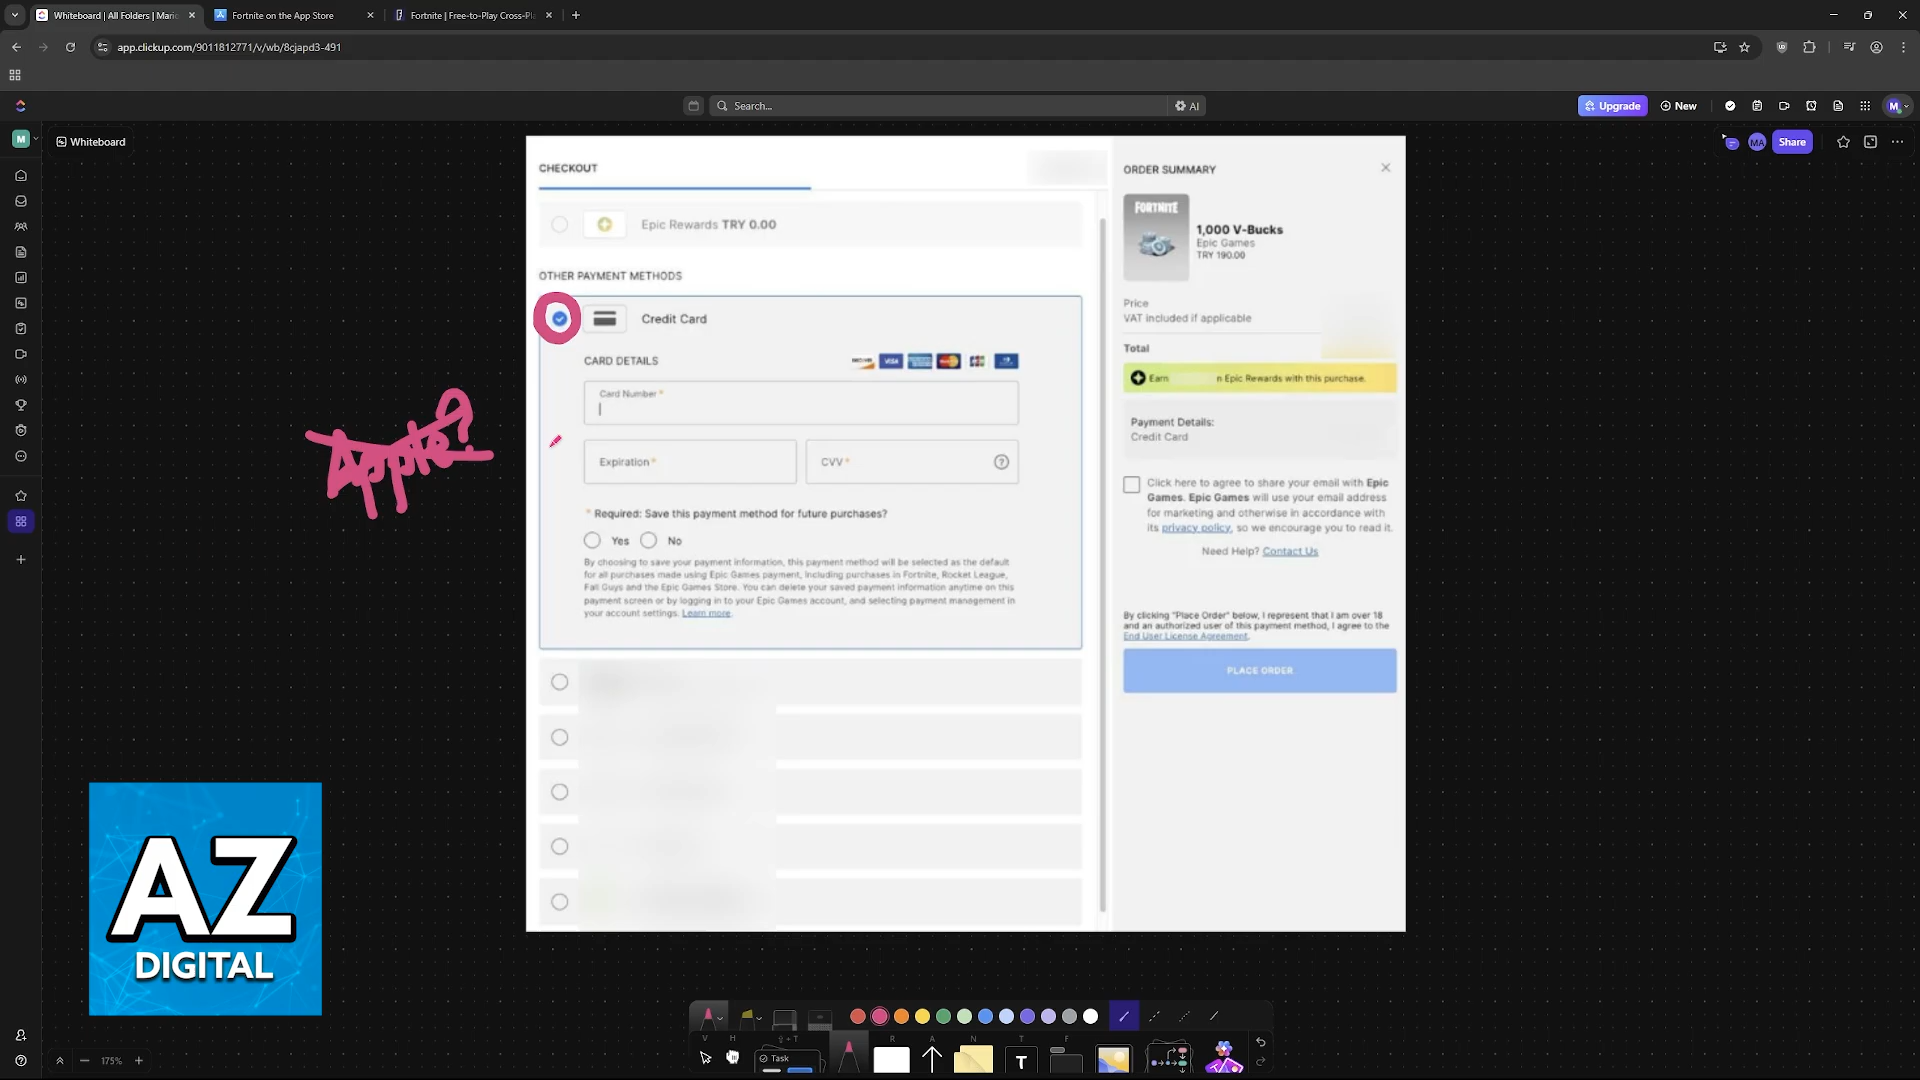 Whiteboard | All Folders | Mari
Fortnite on the App Store
Fortnite | Free-to-Play Cross-Pl
app.clickup.com/9011812771/v/wb/8cjapd3-491
Search...
AI
Upgrade
New
M
M
Whiteboard
MA
Share
CHECKOUT
Epic Rewards TRY 0.00
OTHER PAYMENT METHODS
Credit Card
CARD DETAILS
VISA
Card Number*
Expiration*
CVV*
?
* Required: Save this payment method for future purchases?
Yes
No
By choosing to save your payment information, this payment method will be selected as the default
for all purchases made using Epic Games payment, including purchases in Fortnite, Rocket League,
Fall Guys and the Epic Games Store. You can delete your saved payment information anytime on this
payment screen or by logging in to your Epic Games account, and selecting payment management in
your account settings. Learn more.
ORDER SUMMARY
FORTNITE
1,000 V-Bucks
Epic Games
TRY 190.00
Price
VAT included if applicable
Total
Earn n Epic Rewards with this purchase.
Payment Details:
Credit Card
Click here to agree to share your email with Epic
Games. Epic Games will use your email address
for marketing and otherwise in accordance with
its privacy policy, so we encourage you to read it.
Need Help? Contact Us
By clicking "Place Order" below, I represent that I am over 18
and an authorized user of this payment method, I agree to the
End User License Agreement.
PLACE ORDER
Apple?
AZ
DIGITAL
175%
V
H
⇧+T
R
A
N
T
F
Task
T